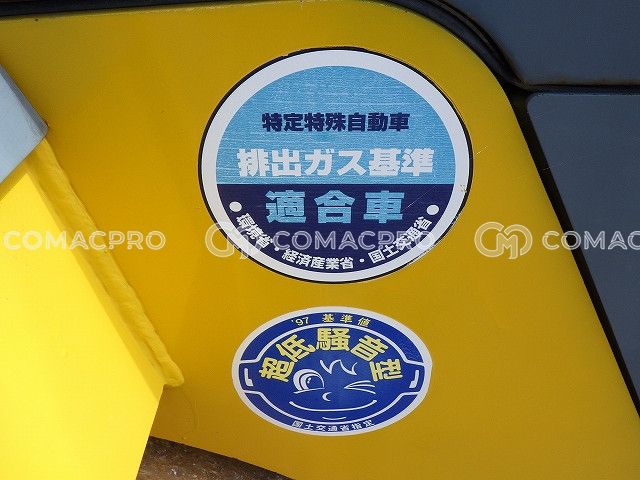 特定特殊自動車
排出ガス基準
適合車
● 環境省・経済産業省・国土交通省 ●
COMACPRO
COMACPRO
COMAC
'97 基準値
超低騒音型
国土交通省指定